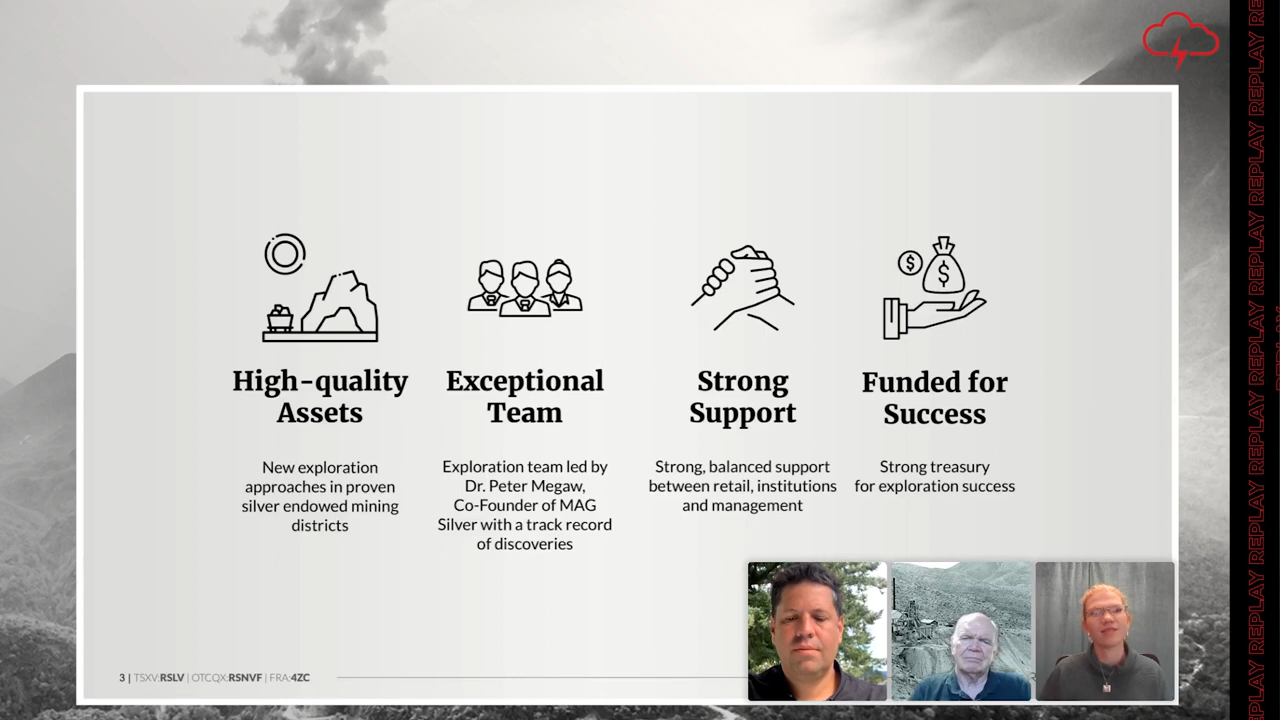 High-quality
Assets
New exploration
approaches in proven
silver endowed mining
districts
Exceptional
Team
Exploration team led by
Dr. Peter Megaw,
Co-Founder of MAG
Silver with a track record
of discoveries
Strong
Support
Strong, balanced support
between retail, institutions
and management
Funded for
Success
Strong treasury
for exploration success
3 | TSXV:RSLV | OTCQX:RSNVF | FRA:4ZC
REPLAY REPLAY REPLAY REPLAY REPLAY REPLAY REPLAY REPLAY